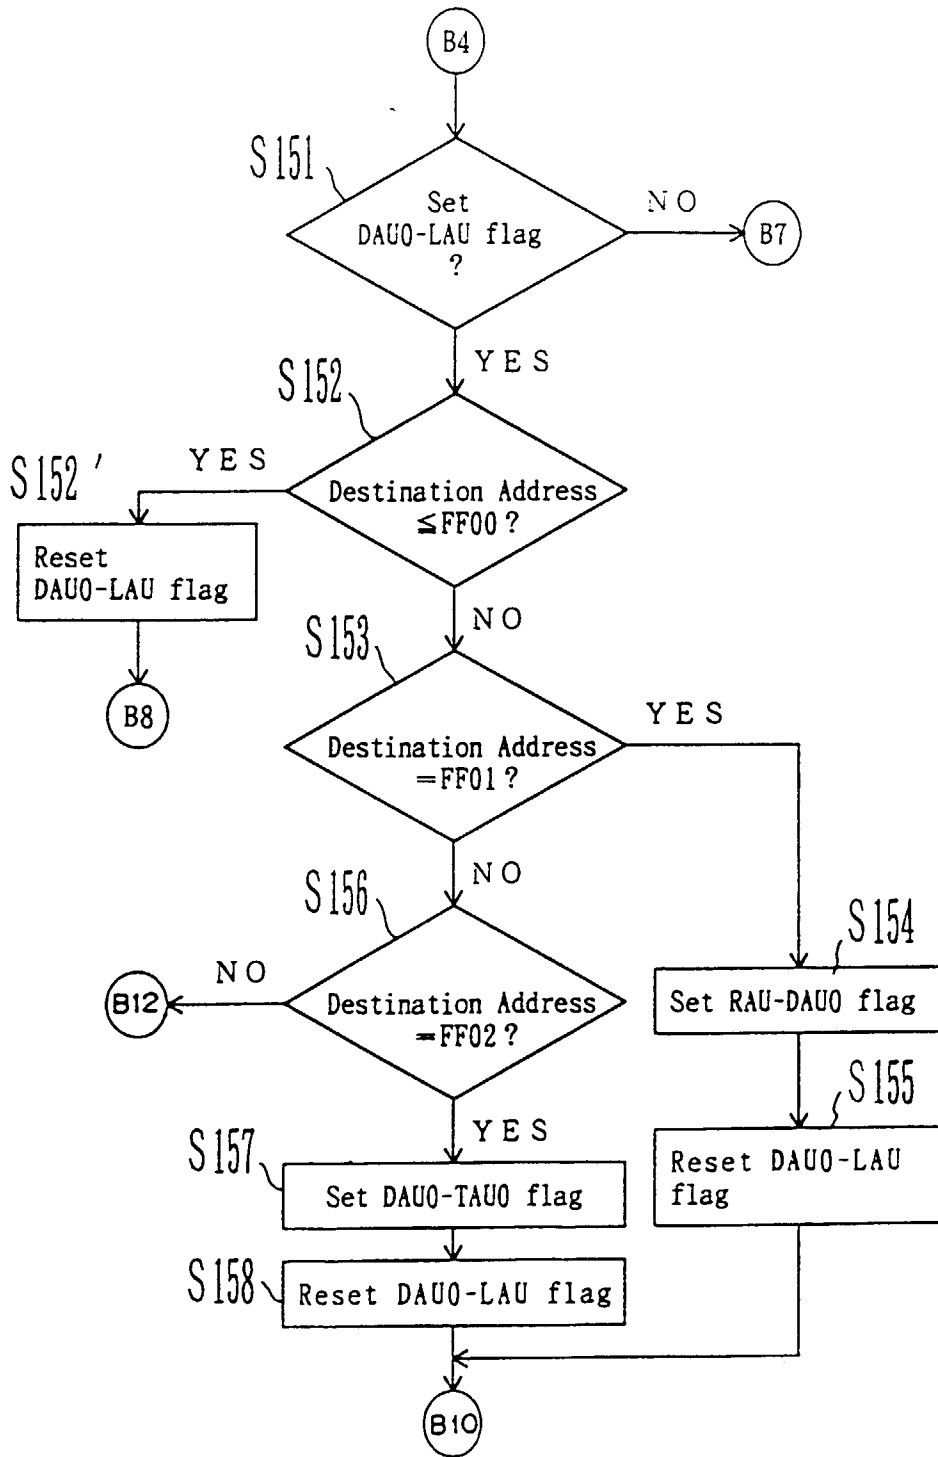 B4
S151
Set
DAU0-LAU flag
?
NO
B7
YES
S152
Destination Address
≦FF00?
YES
S152'
Reset
DAU0-LAU flag
B8
NO
S153
Destination Address
=FF01?
YES
NO
S156
Destination Address
=FF02?
NO
B12
S154
Set RAU-DAU0 flag
S155
Reset DAU0-LAU
flag
YES
S157
Set DAU0-TAU0 flag
S158
Reset DAU0-LAU flag
B10